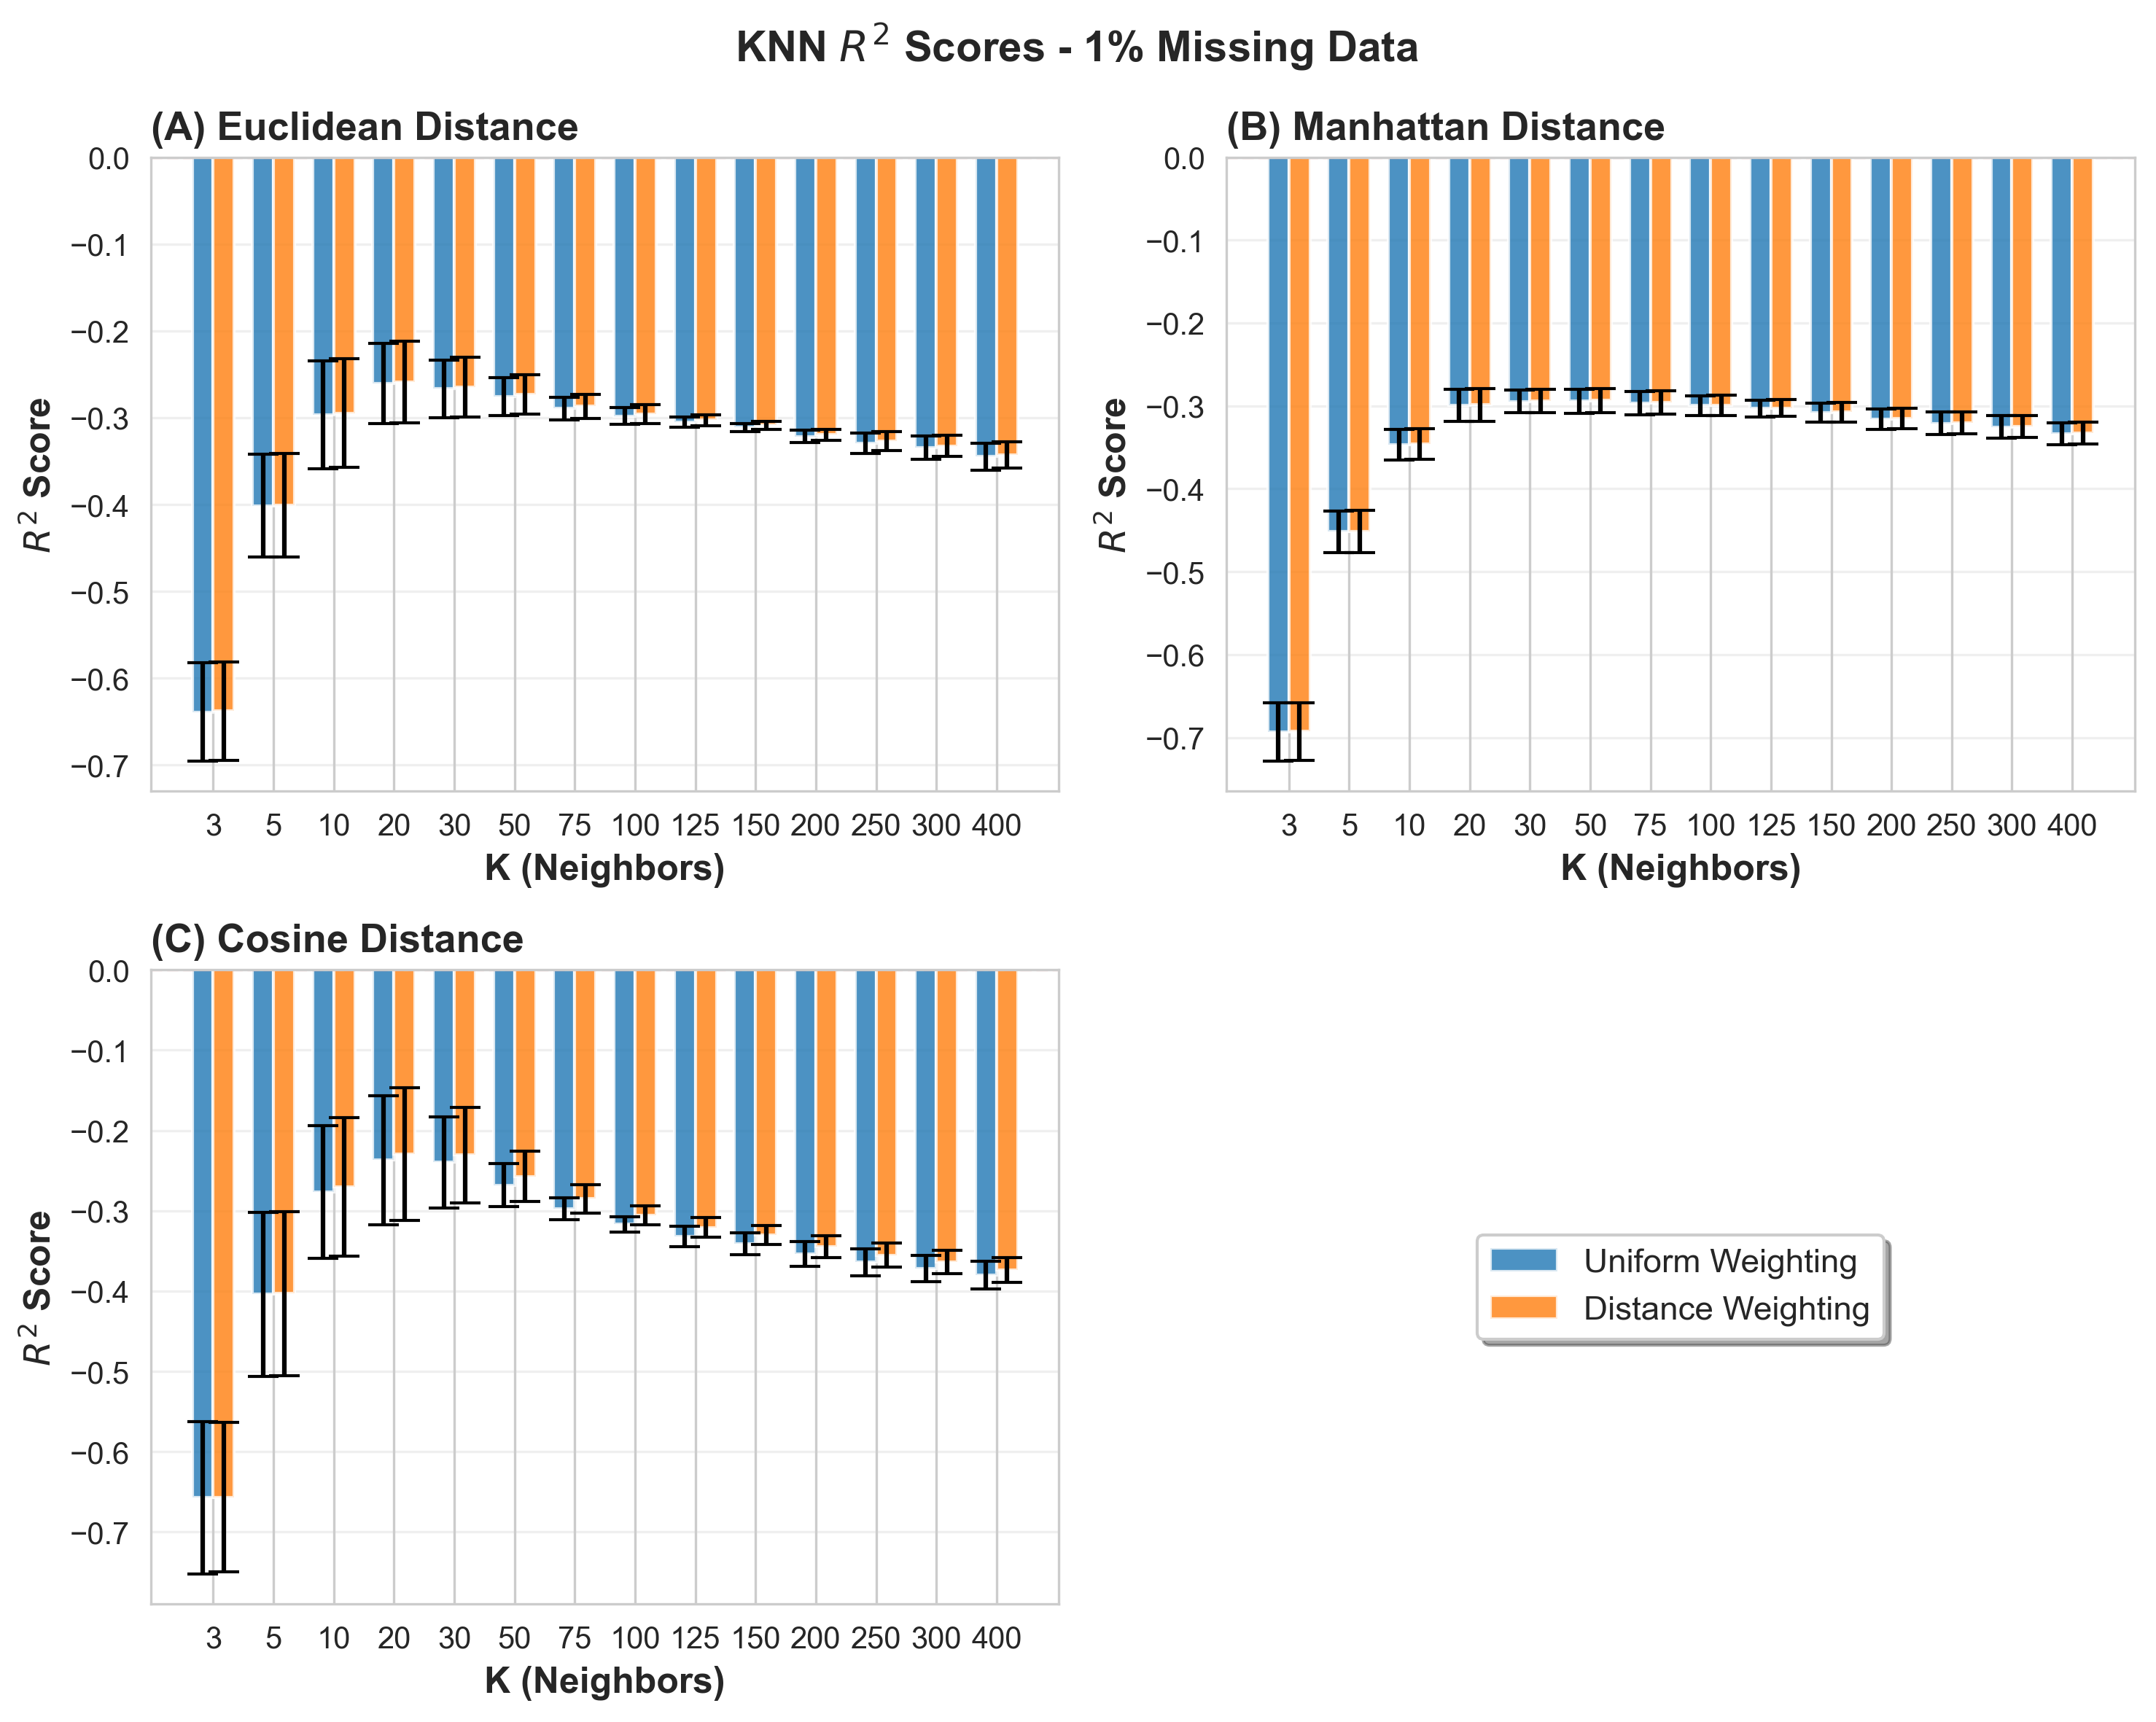 KNN R² Scores - 1% Missing Data
(A) Euclidean Distance
0.0
−0.1
−0.2
−0.3
−0.4
−0.5
−0.6
−0.7
R² Score
3 5 10 20 30 50 75 100 125 150 200 250 300 400
K (Neighbors)
(B) Manhattan Distance
0.0
−0.1
−0.2
−0.3
−0.4
−0.5
−0.6
−0.7
R² Score
3 5 10 20 30 50 75 100 125 150 200 250 300 400
K (Neighbors)
(C) Cosine Distance
0.0
−0.1
−0.2
−0.3
−0.4
−0.5
−0.6
−0.7
R² Score
3 5 10 20 30 50 75 100 125 150 200 250 300 400
K (Neighbors)
Uniform Weighting
Distance Weighting